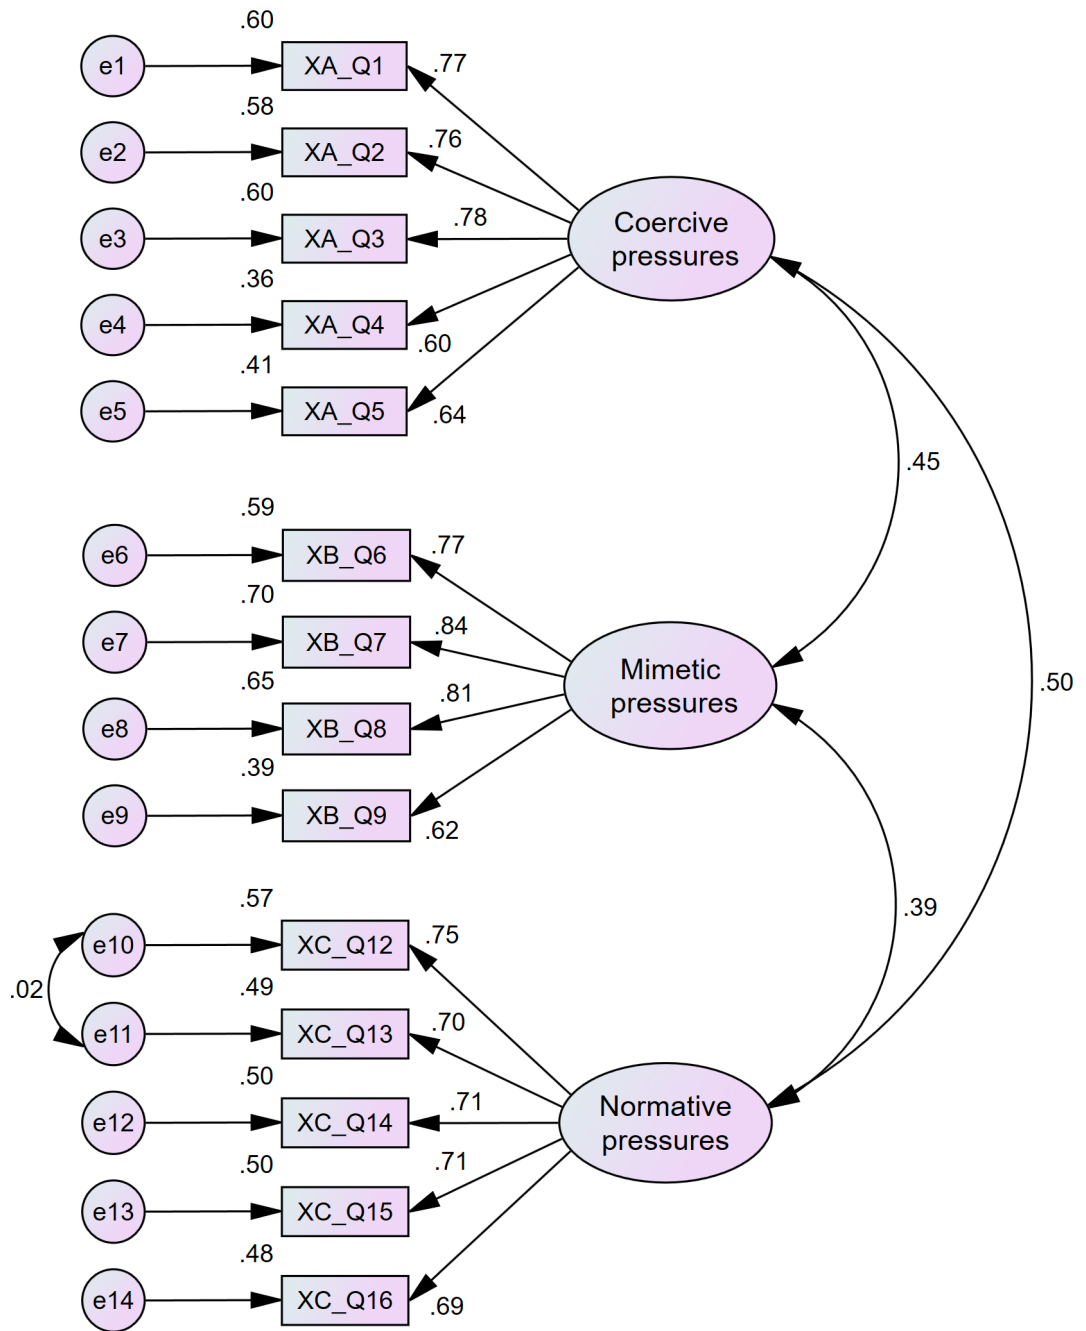 .60
e1 XA_Q1 .77
.58
e2 XA_Q2 .76
.60
e3 XA_Q3 .78
Coercive
pressures
.36
e4 XA_Q4 .60
.41
e5 XA_Q5 .64
.45
.59
e6 XB_Q6 .77
.70
e7 XB_Q7 .84
Mimetic
pressures
.50
.65
e8 XB_Q8 .81
.39
e9 XB_Q9 .62
.57
e10 XC_Q12 .75
.39
.02
.49
e11 XC_Q13 .70
.50
e12 XC_Q14 .71
Normative
pressures
.50
e13 XC_Q15 .71
.48
e14 XC_Q16 .69